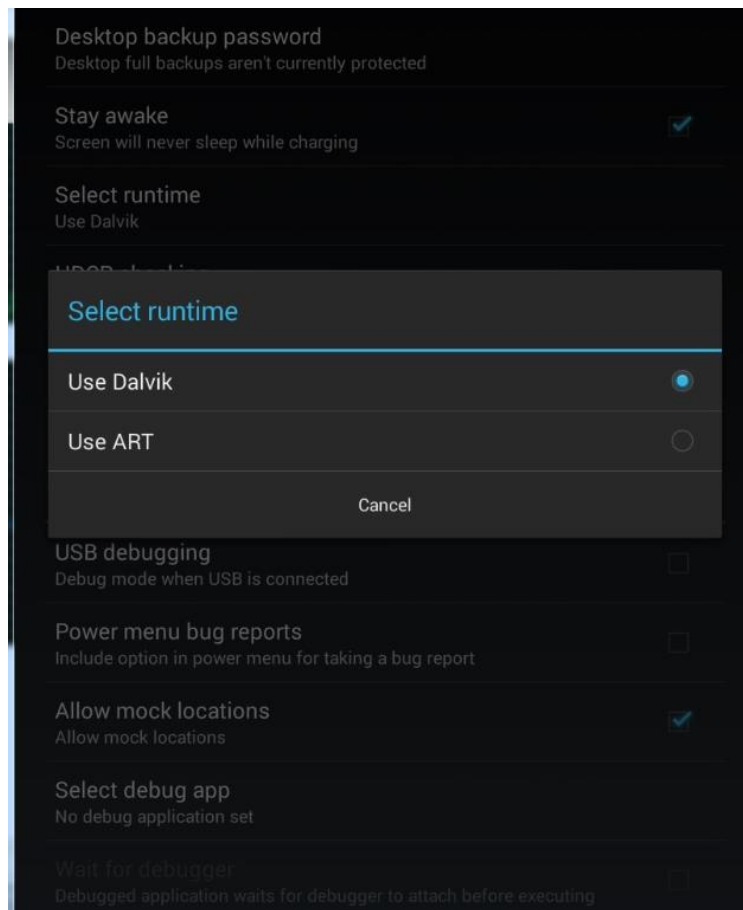 Desktop backup password
Desktop full backups aren't currently protected
Stay awake
Screen will never sleep while charging
Select runtime
Use Dalvik
HDCP checking
Select runtime
Use Dalvik
Use ART
Cancel
USB debugging
Debug mode when USB is connected
Power menu bug reports
Include option in power menu for taking a bug report
Allow mock locations
Allow mock locations
Select debug app
No debug application set
Wait for debugger
Debugged application waits for debugger to attach before executing